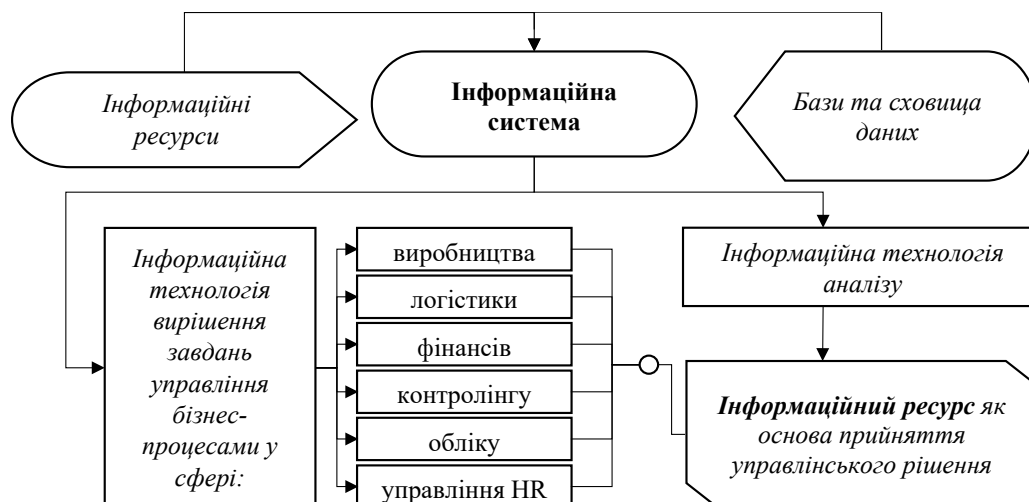 Інформаційні
ресурси
Інформаційна
система
Бази та сховища
даних
Інформаційна
технологія
вирішення
завдань
управління
бізнес-
процесами у
сфері:
виробництва
логістики
фінансів
контролінгу
обліку
управління HR
Інформаційна технологія
аналізу
Інформаційний ресурс як
основа прийняття
управлінського рішення